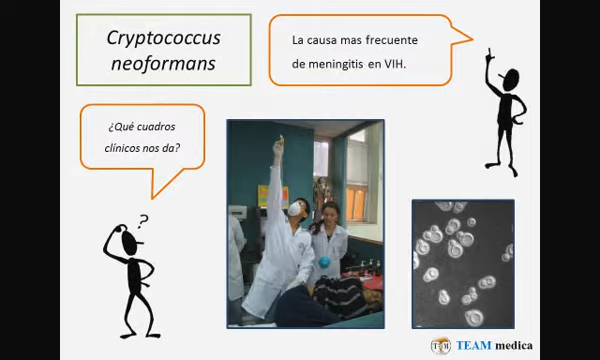 Cryptococcus
neoformans
La causa mas frecuente
de meningitis en VIH.
¿Qué cuadros
clínicos nos da?
?
TEAM medica